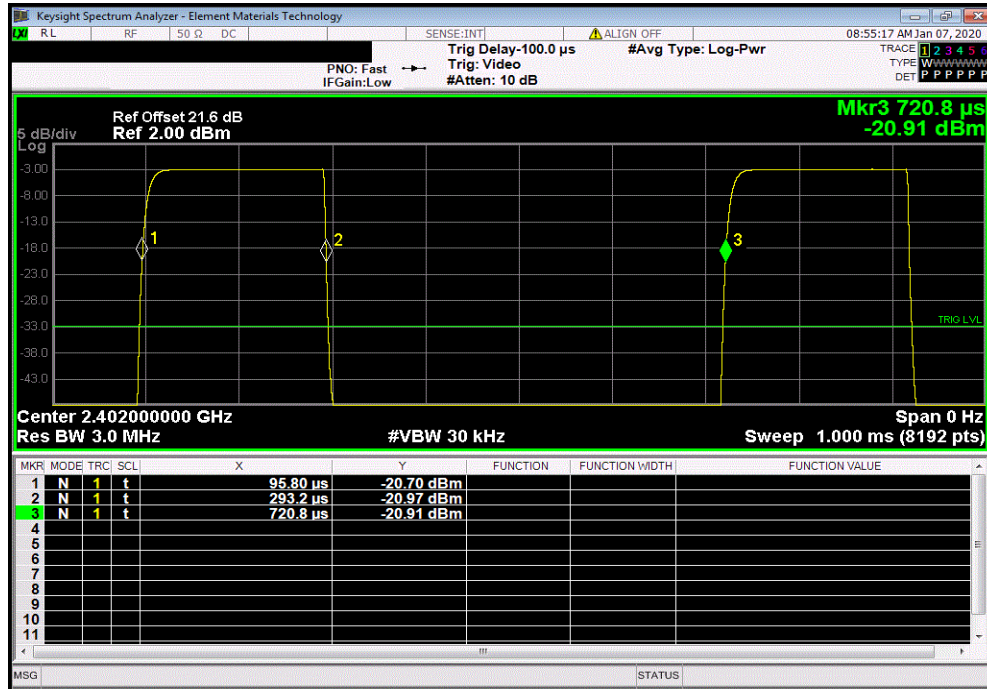 Keysight Spectrum Analyzer - Element Materials Technology
LXI RL RF 50 Ω DC SENSE:INT ALIGN OFF 08:55:17 AM Jan 07, 2020
PNO: Fast
IFGain:Low
Trig Delay-100.0 µs
Trig: Video
#Atten: 10 dB
#Avg Type: Log-Pwr
TRACE 1 2 3 4 5 6
TYPE WWWWWW
DET P P P P P P
Mkr3 720.8 µs
-20.91 dBm
5 dB/div
Log
Ref Offset 21.6 dB
Ref 2.00 dBm
-3.00
-8.00
-13.0
-18.0
-23.0
-28.0
-33.0
-38.0
-43.0
1
2
3
TRIG LVL
Center 2.402000000 GHz Span 0 Hz
Res BW 3.0 MHz #VBW 30 kHz Sweep 1.000 ms (8192 pts)
MKR MODE TRC SCL X Y FUNCTION FUNCTION WIDTH FUNCTION VALUE
1 N 1 t 95.80 µs -20.70 dBm
2 N 1 t 293.2 µs -20.97 dBm
3 N 1 t 720.8 µs -20.91 dBm
4
5
6
7
8
9
10
11
MSG STATUS